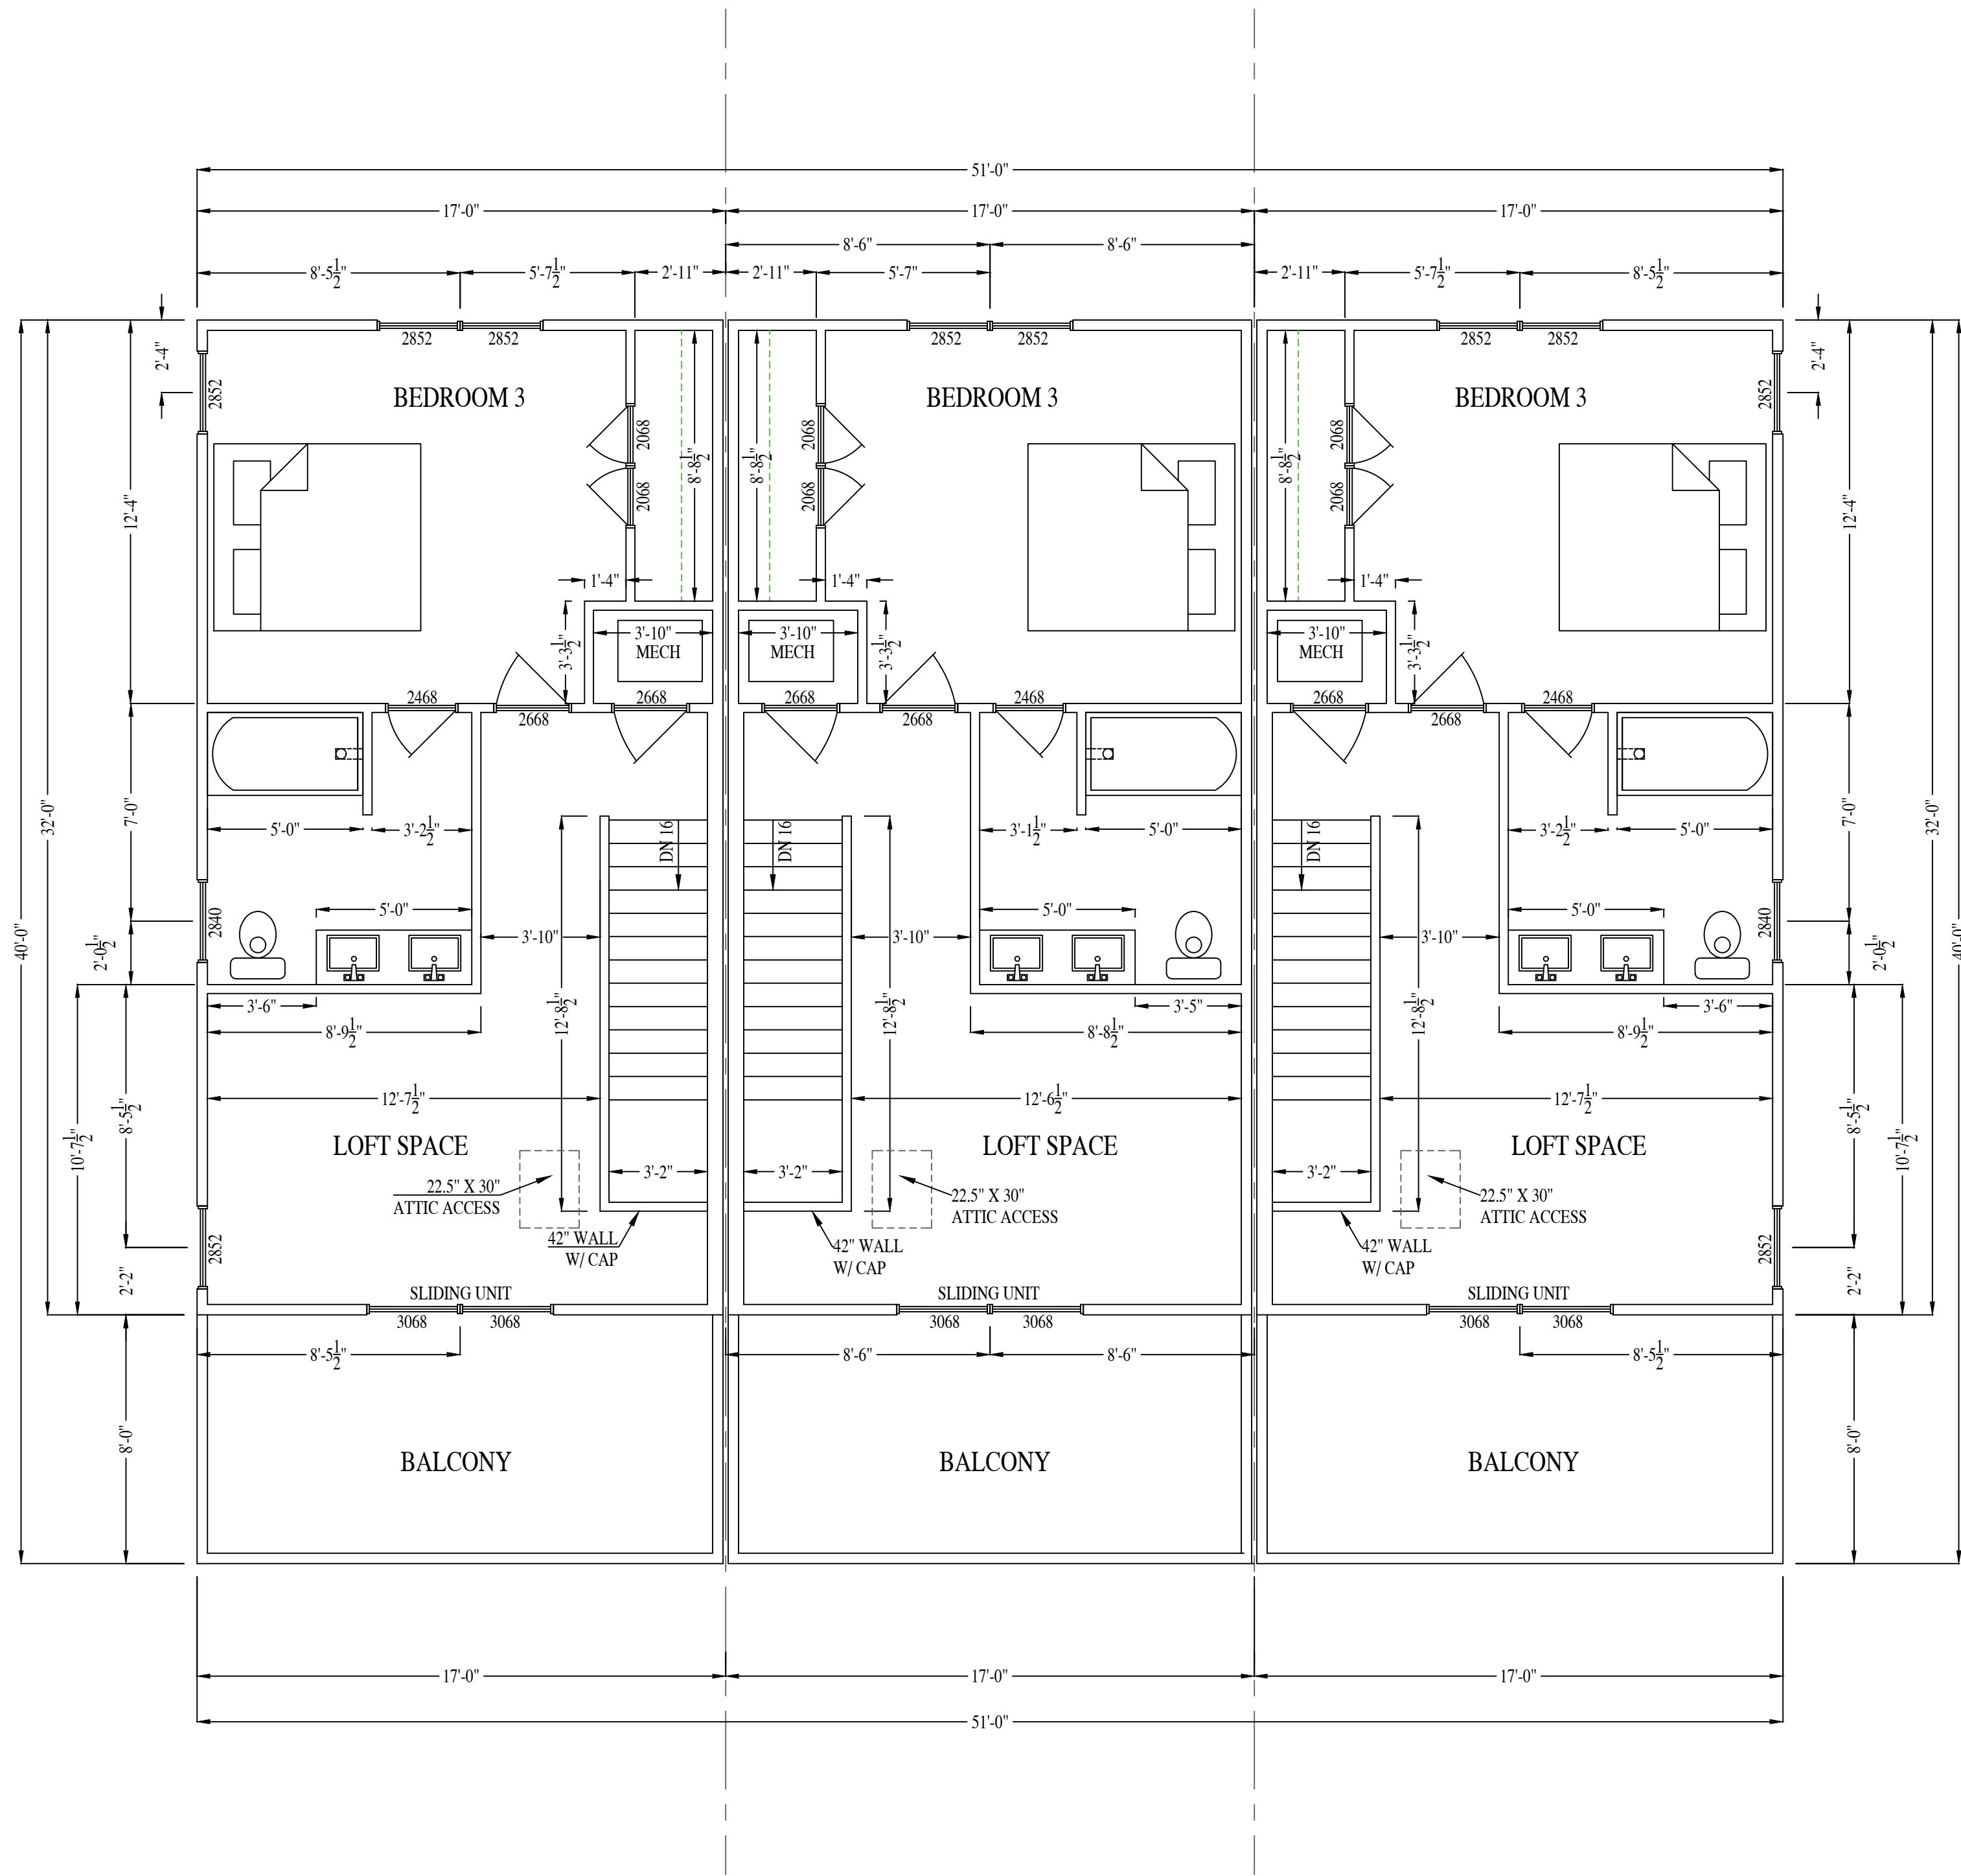 51'-0"
17'-0" 17'-0" 17'-0"
8'-6" 8'-6"
8'-5 1/2" 5'-7 1/2" 2'-11" 2'-11" 5'-7" 2'-11" 5'-7 1/2" 8'-5 1/2"
2852 2852 2852 2852 2852 2852
2'-4" 2'-4"
2852 2852
BEDROOM 3 BEDROOM 3 BEDROOM 3
2068 2068 2068
8'-8 1/2" 8'-8 1/2" 8'-8 1/2"
2068 2068 2068
12'-4" 12'-4"
1'-4" 1'-4" 1'-4"
3'-10" 3'-10" 3'-10"
MECH MECH MECH
3'-3 1/2" 3'-3 1/2" 3'-3 1/2"
2468 2668 2668 2468 2668 2468
2668 2668 2668
32'-0" 7'-0" 7'-0" 32'-0"
5'-0" 3'-2 1/2" 3'-1 1/2" 5'-0" 3'-2 1/2" 5'-0"
DN 16 DN 16 DN 16
5'-0" 5'-0" 5'-0"
2840 2840
40'-0" 40'-0"
3'-10" 3'-10" 3'-10"
2'-0 1/2" 2'-0 1/2"
3'-6" 3'-5" 3'-6"
12'-8 1/2" 12'-8 1/2" 12'-8 1/2"
8'-9 1/2" 8'-8 1/2" 8'-9 1/2"
12'-7 1/2" 12'-6 1/2" 12'-7 1/2"
8'-5 1/2" 8'-5 1/2"
10'-7 1/2" 10'-7 1/2"
LOFT SPACE LOFT SPACE LOFT SPACE
3'-2" 3'-2" 3'-2"
22.5" X 30" 22.5" X 30" 22.5" X 30"
ATTIC ACCESS ATTIC ACCESS ATTIC ACCESS
42" WALL 42" WALL 42" WALL
W/ CAP W/ CAP W/ CAP
2852 2852
2'-2" 2'-2"
SLIDING UNIT SLIDING UNIT SLIDING UNIT
3068 3068 3068 3068 3068 3068
8'-5 1/2" 8'-6" 8'-6" 8'-5 1/2"
8'-0" 8'-0"
BALCONY BALCONY BALCONY
17'-0" 17'-0" 17'-0"
51'-0"